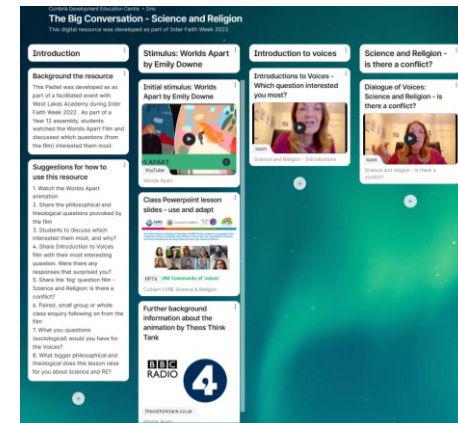 Cumbria Development Education Centre • 3mo
The Big Conversation - Science and Religion
This digital resource was developed as part of Inter Faith Week 2022
Introduction
Background the resource
This Padlet was developed as as
part of a facilitated event with
West Lakes Academy during Inter
Faith Week 2022. As part of a
Year 12 assembly, students
watched the Worlds Apart Film and
discussed which questions (from
the film) interested them most.
Suggestions for how to
use this resource
1. Watch the Worlds Apart
animation
2. Share the philosophical and
theological questions provoked by
the film
3. Students to discuss which
interested them most, and why?
4. Share Introduction to Voices
film with their most interesting
question. Were there any
responses that surprised you?
5. Share the 'big' question film -
Science and Religion: is there a
conflict?
6. Paired, small group or whole
class enquiry following on from the
film
7. What you-questions
(sociological) would you have for
the Voices?
8. What bigger philosophical and
theological does this lesson raise
for you about science and RE?
Stimulus: Worlds Apart
by Emily Downe
Initial stimulus: Worlds
Apart by Emily Downe
S APART
YouTube
Worlds Apart
Class Powerpoint lesson
slides - use and adapt
PPTX VRE Community of 'voices'
Culham SVRE Science & Religion
Further background
information about the
animation by Theos Think
Tank
BBC
RADIO
4
theosthinktank.co.uk
Worlds Apart
Introduction to voices
Introductions to Voices -
Which question interested
you most?
loom
Science and Religion - Introductions
Science and Religion -
is there a conflict?
Dialogue of Voices:
Science and Religion - is
there a conflict?
loom
Science and religion - is there a
conflict?